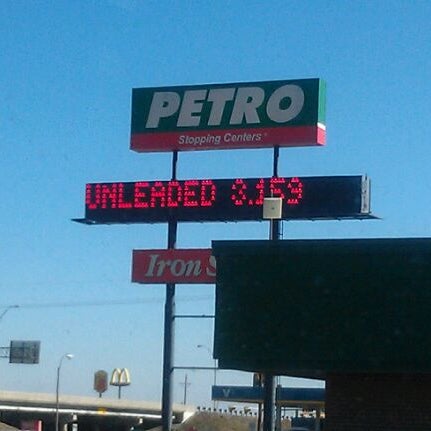 PETRO
Stopping Centers
UNLEADED 3.159
Iron S